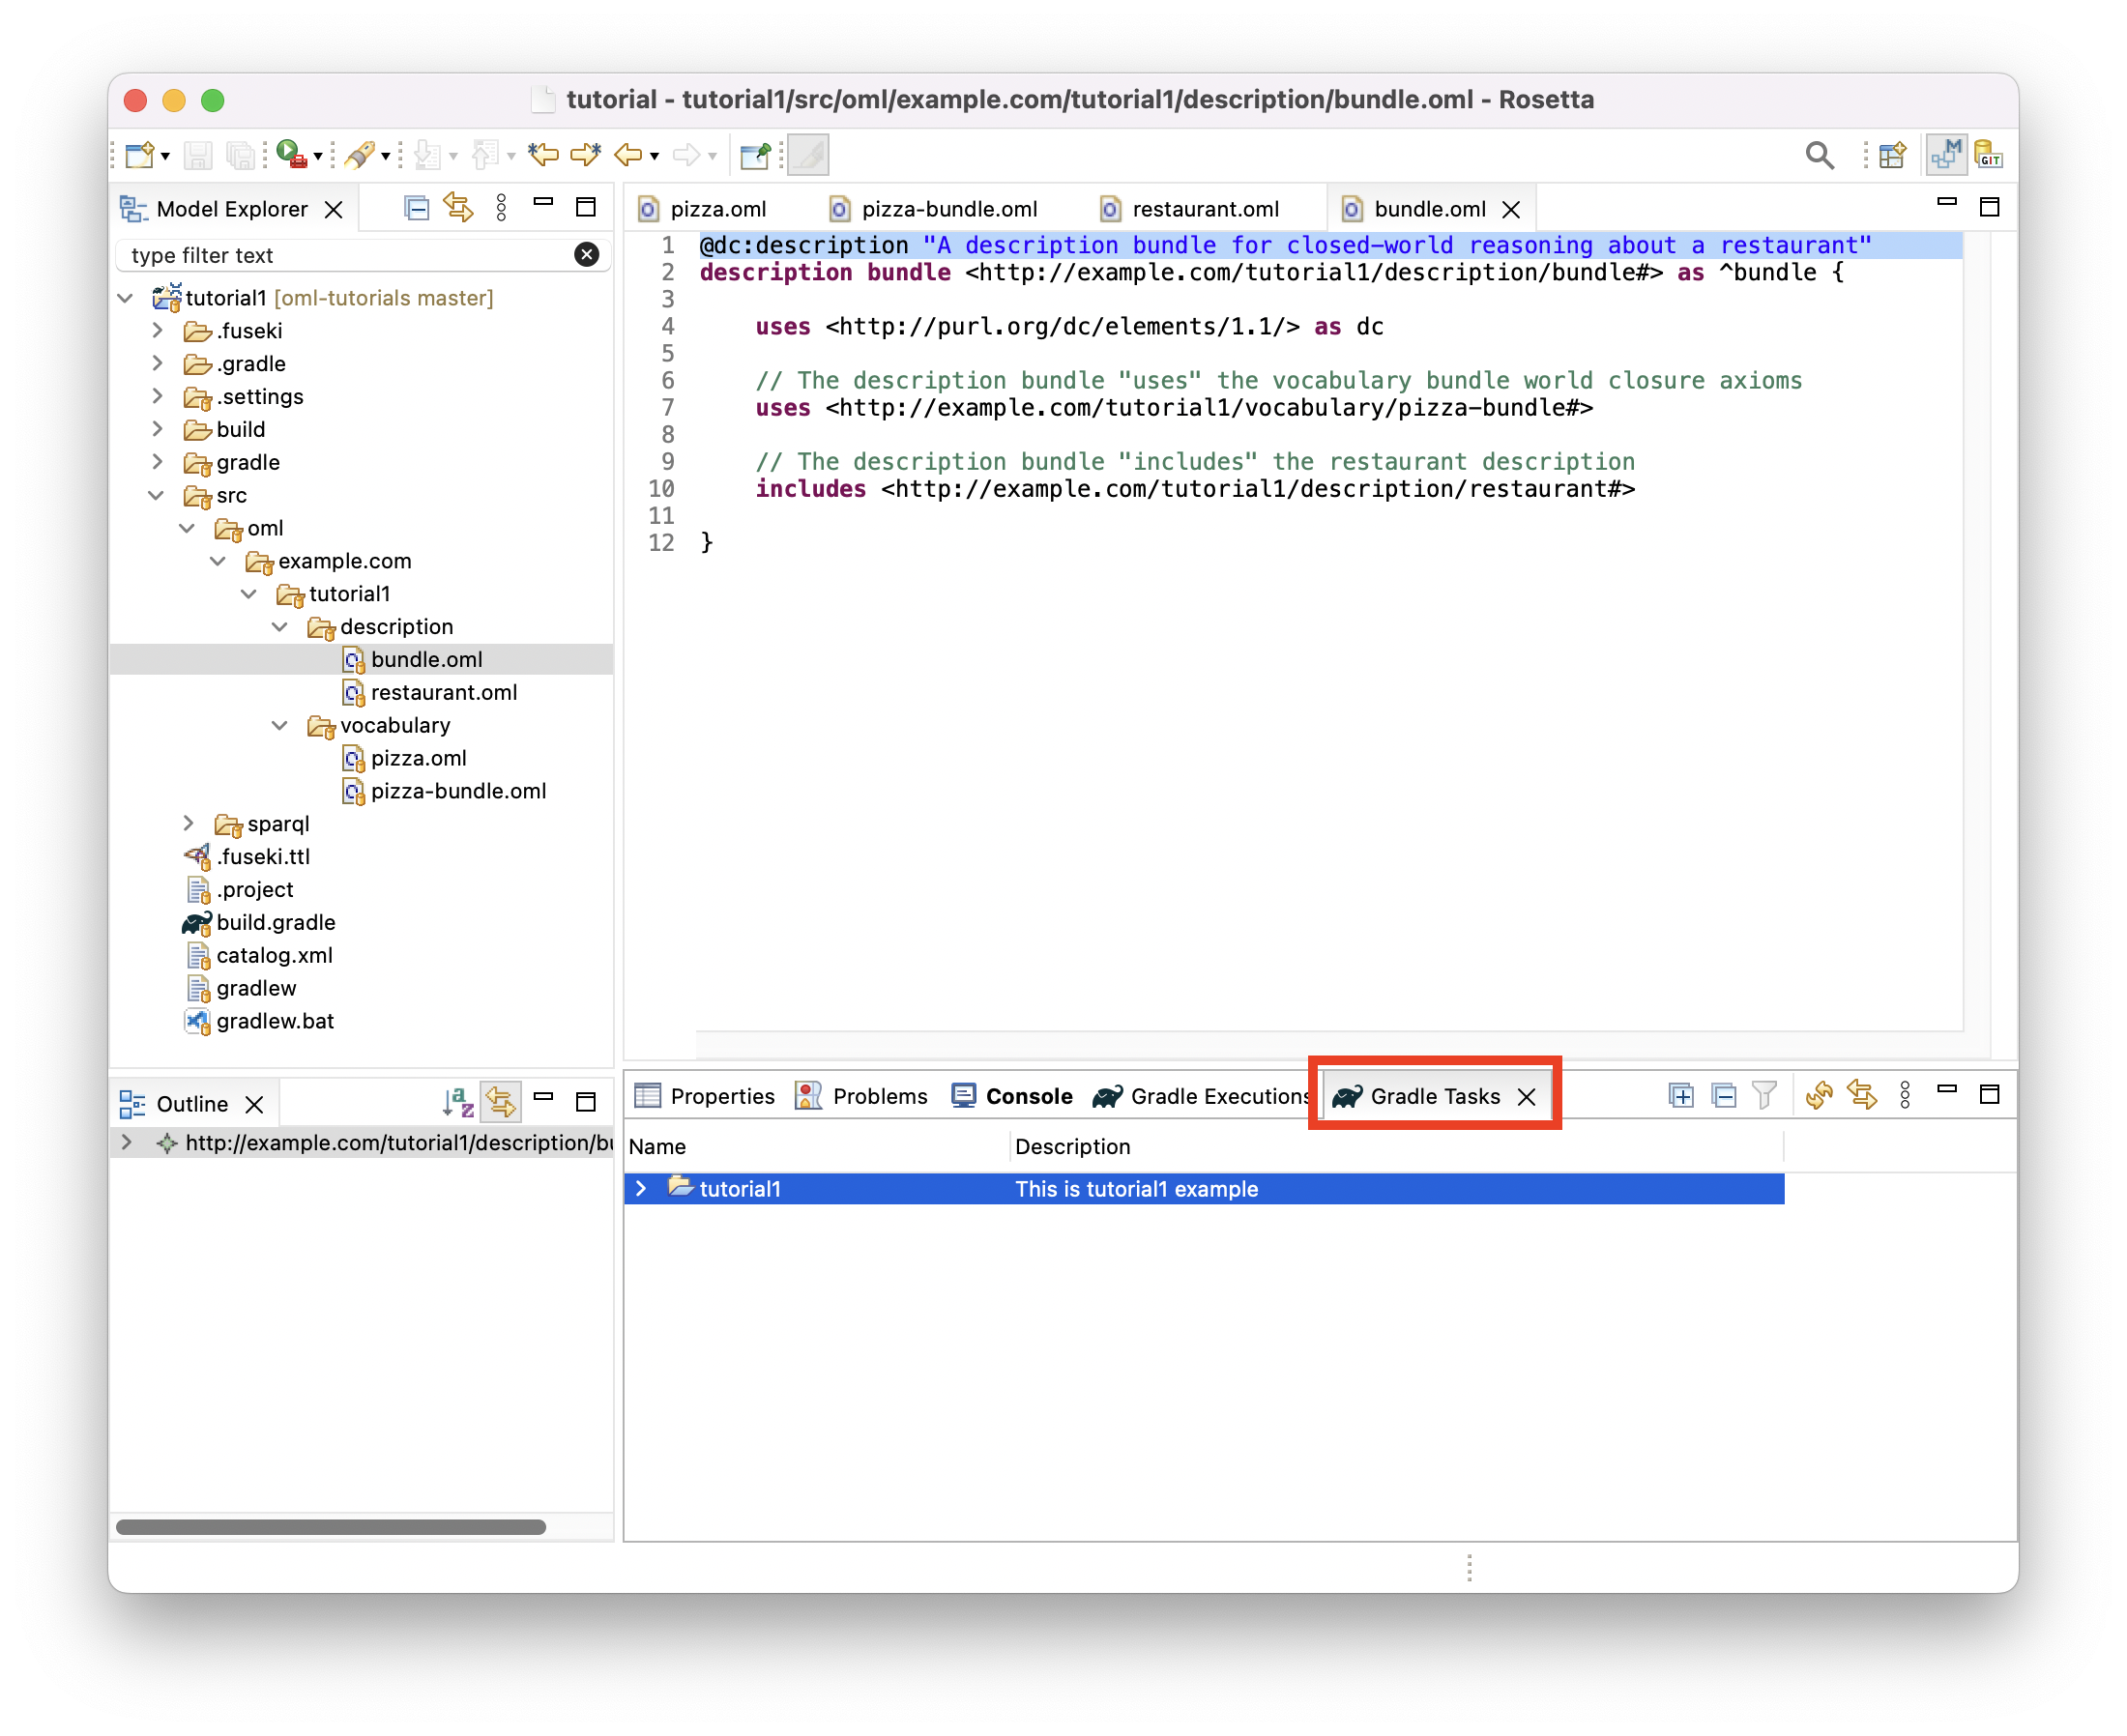 tutorial - tutorial1/src/oml/example.com/tutorial1/description/bundle.oml - Rosetta
GIT
Model Explorer
type filter text
tutorial1 [oml-tutorials master]
.fuseki
.gradle
.settings
build
gradle
src
oml
example.com
tutorial1
description
bundle.oml
restaurant.oml
vocabulary
pizza.oml
pizza-bundle.oml
sparql
.fuseki.ttl
.project
build.gradle
catalog.xml
gradlew
gradlew.bat
pizza.oml pizza-bundle.oml restaurant.oml bundle.oml
1 @dc:description "A description bundle for closed-world reasoning about a restaurant"
2 description bundle <http://example.com/tutorial1/description/bundle#> as ^bundle {
3
4 uses <http://purl.org/dc/elements/1.1/> as dc
5
6 // The description bundle "uses" the vocabulary bundle world closure axioms
7 uses <http://example.com/tutorial1/vocabulary/pizza-bundle#>
8
9 // The description bundle "includes" the restaurant description
10 includes <http://example.com/tutorial1/description/restaurant#>
11
12 }
Outline
http://example.com/tutorial1/description/bu
Properties Problems Console Gradle Executions Gradle Tasks
Name Description
tutorial1 This is tutorial1 example